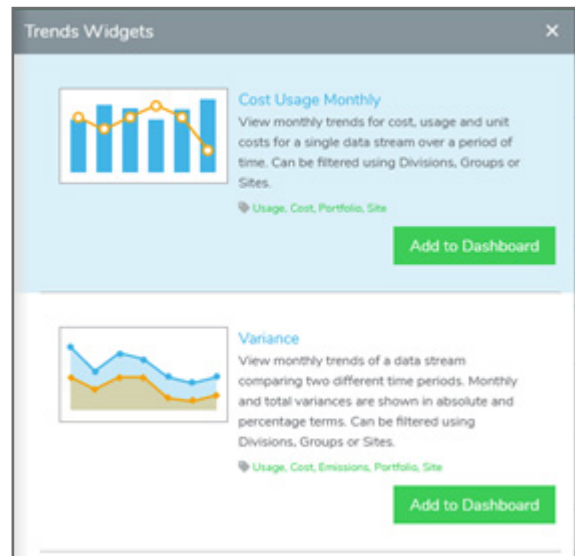 Trends Widgets ×
Cost Usage Monthly
View monthly trends for cost, usage and unit
costs for a single data stream over a period of
time. Can be filtered using Divisions, Groups or
Sites.
Usage, Cost, Portfolio, Site
Add to Dashboard
Variance
View monthly trends of a data stream
comparing two different time periods. Monthly
and total variances are shown in absolute and
percentage terms. Can be filtered using
Divisions, Groups or Sites.
Usage, Cost, Emissions, Portfolio, Site
Add to Dashboard